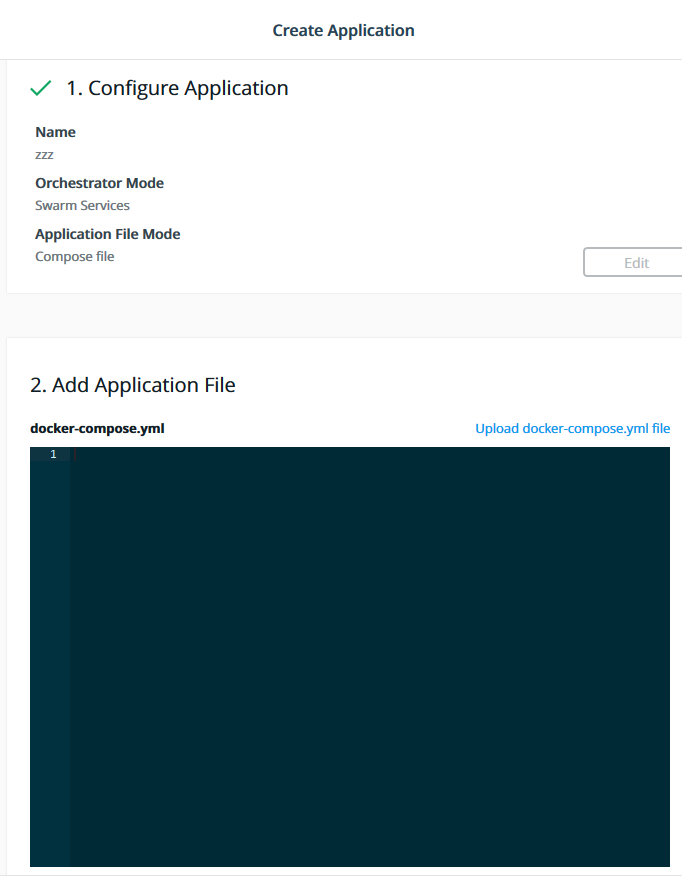 Create Application
1. Configure Application
Name
zzz
Orchestrator Mode
Swarm Services
Application File Mode
Compose file
Edit
2. Add Application File
docker-compose.yml
Upload docker-compose.yml file
1